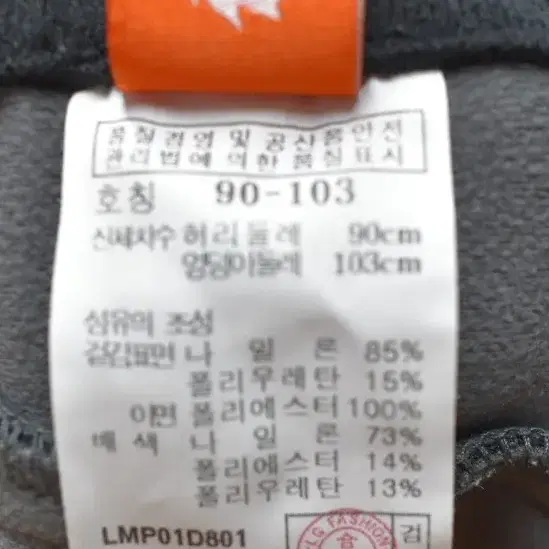 품질경영및공산품안전
관리법에의한품질표시
호칭 90-103
신체치수 허리둘레 90cm
엉덩이둘레 103cm
섬유의 조성
겉감표면 나일론 85%
폴리우레탄 15%
이면 폴리에스터 100%
배색 나일론 73%
폴리에스터 14%
폴리우레탄 13%
LMP01D801
LG FASHION
검